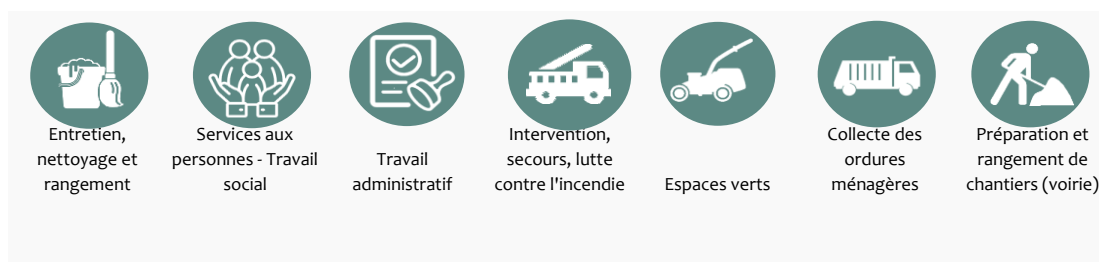 Entretien,
nettoyage et
rangement
Services aux
personnes - Travail
social
Travail
administratif
Intervention,
secours, lutte
contre l'incendie
Espaces verts
Collecte des
ordures
ménagères
Préparation et
rangement de
chantiers (voirie)